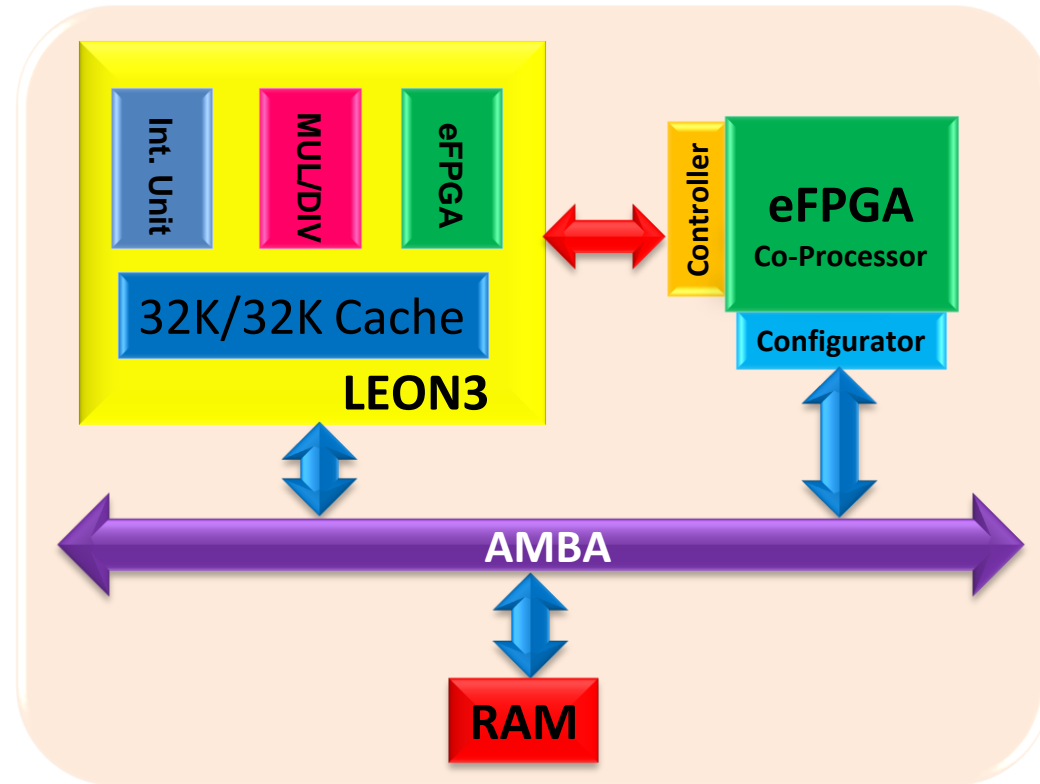 Int. Unit
MUL/DIV
eFPGA
32K/32K Cache
LEON3
Controller
eFPGA
Co-Processor
Configurator
AMBA
RAM